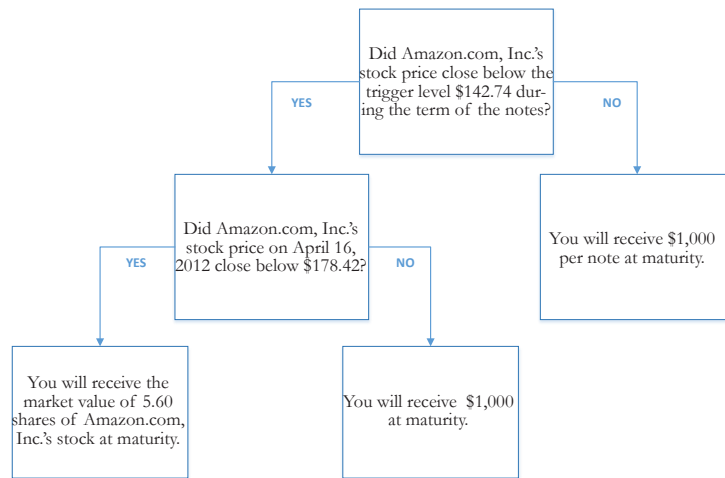 Did Amazon.com, Inc.'s
stock price close below the
trigger level $142.74 dur-
ing the term of the notes?
YES
NO
Did Amazon.com, Inc.'s
stock price on April 16,
2012 close below $178.42?
You will receive $1,000
per note at maturity.
YES
NO
You will receive the
market value of 5.60
shares of Amazon.com,
Inc.'s stock at maturity.
You will receive $1,000
at maturity.